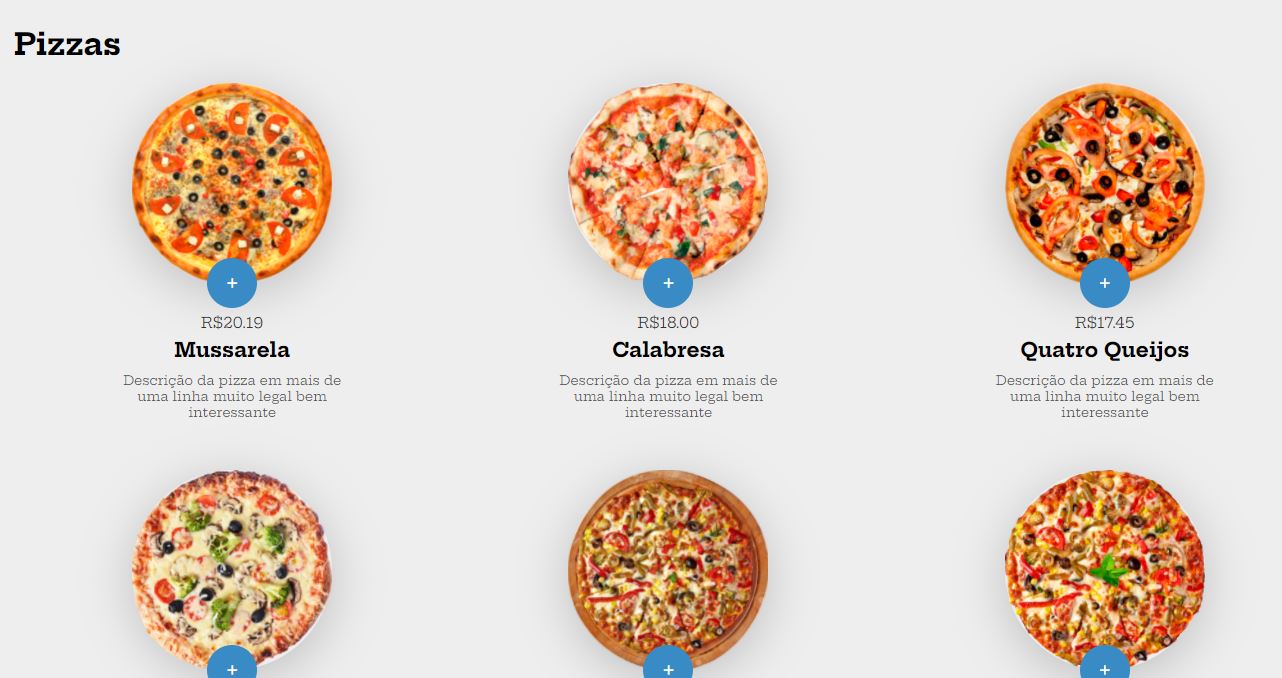 Pizzas
+
+
+
R$20.19
R$18.00
R$17.45
Mussarela
Calabresa
Quatro Queijos
Descrição da pizza em mais de
uma linha muito legal bem
interessante
Descrição da pizza em mais de
uma linha muito legal bem
interessante
Descrição da pizza em mais de
uma linha muito legal bem
interessante
+
+
+